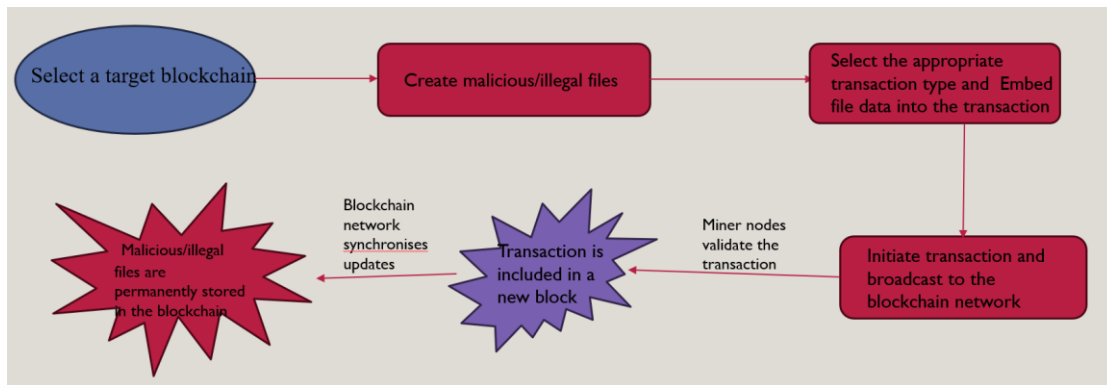 Select a target blockchain
Create malicious/illegal files
Select the appropriate
transaction type and Embed
file data into the transaction
Initiate transaction and
broadcast to the
blockchain network
Miner nodes
validate the
transaction
Transaction is
included in a
new block
Blockchain
network
synchronises
updates
Malicious/illegal
files are
permanently stored
in the blockchain